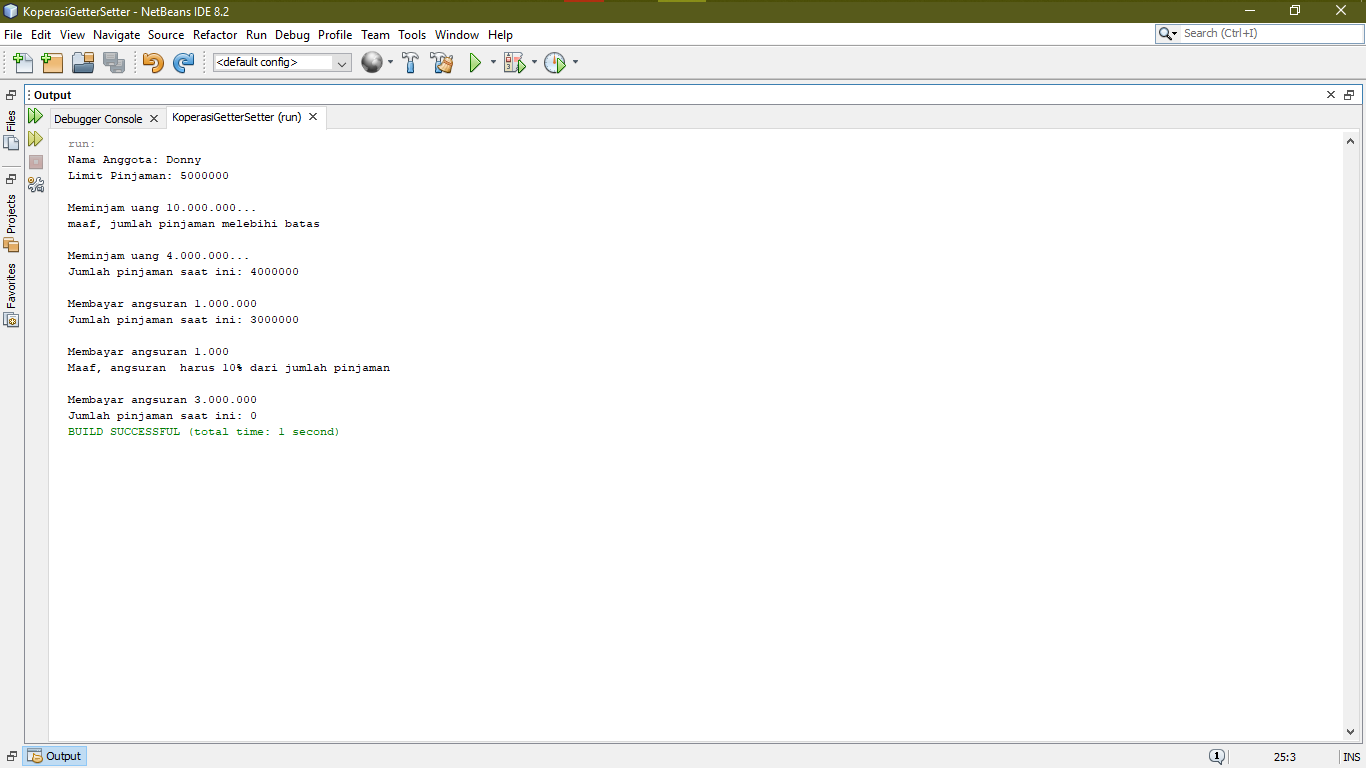 KoperasiGetterSetter - NetBeans IDE 8.2
File Edit View Navigate Source Refactor Run Debug Profile Team Tools Window Help
Search (Ctrl+I)
<default config>
Output
Files
Projects
Favorites
Debugger Console
KoperasiGetterSetter (run)
run:
Nama Anggota: Donny
Limit Pinjaman: 5000000
Meminjam uang 10.000.000...
maaf, jumlah pinjaman melebihi batas
Meminjam uang 4.000.000...
Jumlah pinjaman saat ini: 4000000
Membayar angsuran 1.000.000
Jumlah pinjaman saat ini: 3000000
Membayar angsuran 1.000
Maaf, angsuran  harus 10% dari jumlah pinjaman
Membayar angsuran 3.000.000
Jumlah pinjaman saat ini: 0
BUILD SUCCESSFUL (total time: 1 second)
Output
1
25:3
INS